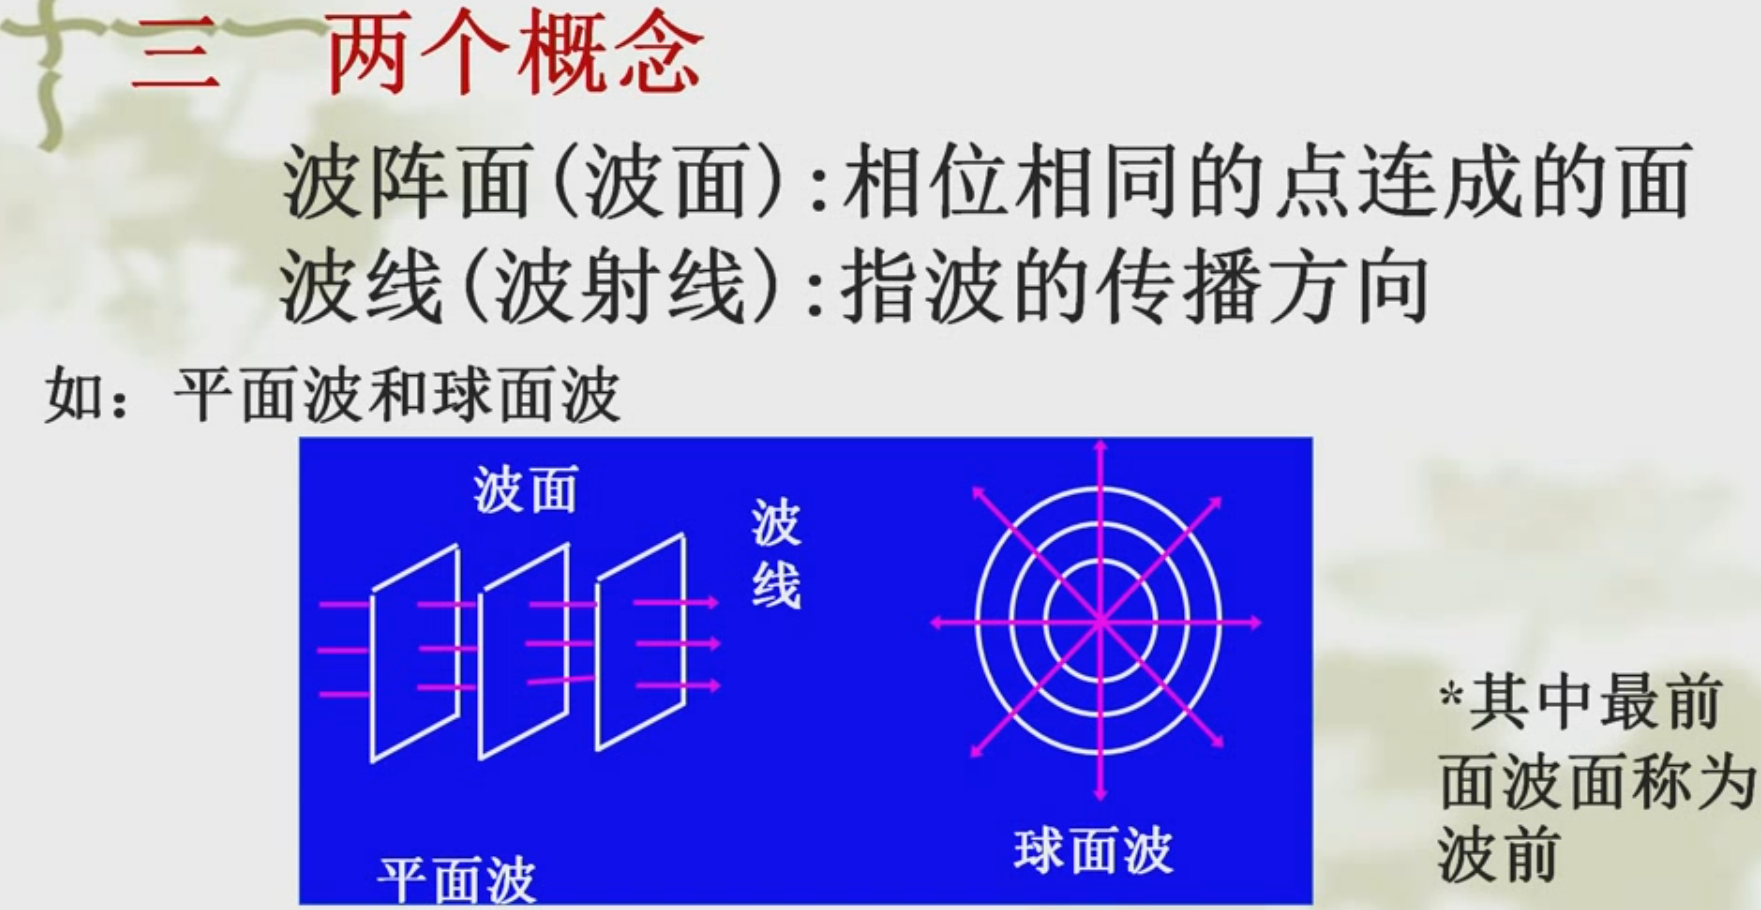 三 两个概念
波阵面(波面):相位相同的点连成的面
波线(波射线):指波的传播方向
如：平面波和球面波
波面
波
线
平面波
球面波
*其中最前
面波面称为
波前